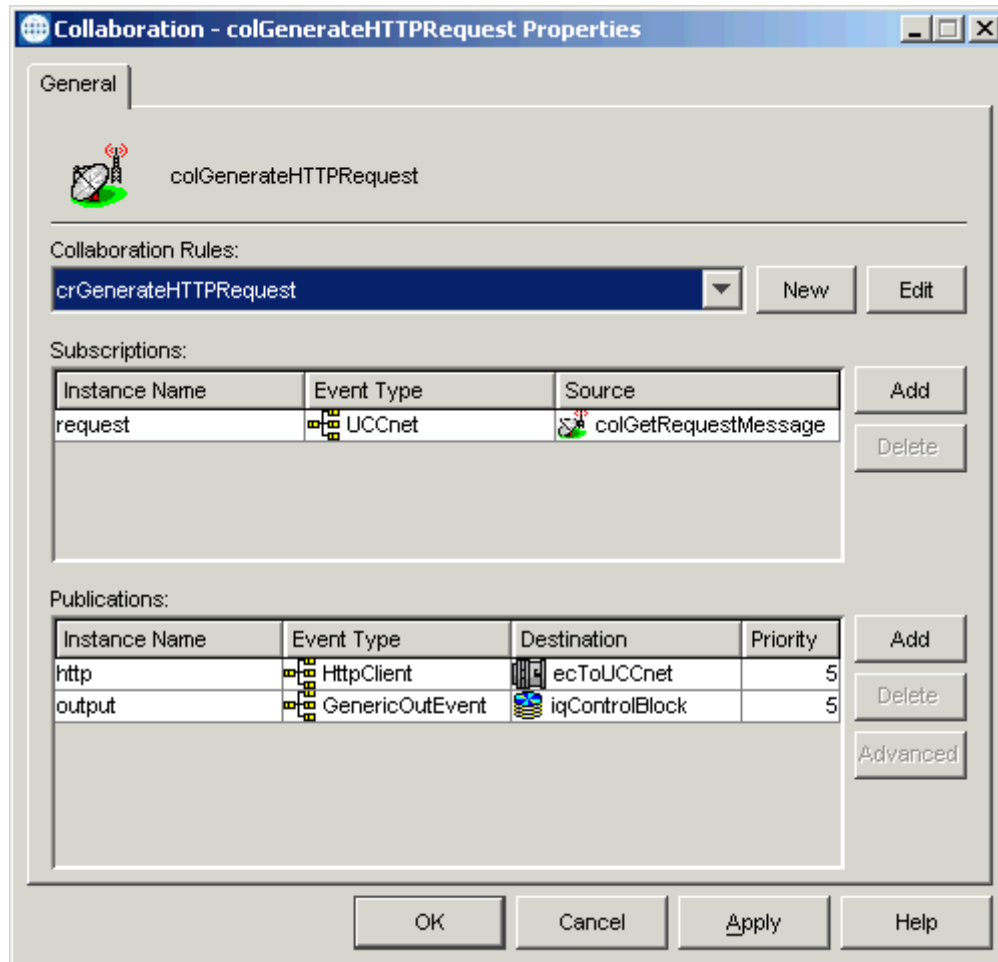 Collaboration - colGenerateHTTPRequest Properties
General
colGenerateHTTPRequest
Collaboration Rules:
crGenerateHTTPRequest New Edit
Subscriptions:
Instance Name Event Type Source Add
request UCCnet colGetRequestMessage
Delete
Publications:
Instance Name Event Type Destination Priority Add
http HttpClient ecToUCCnet 5
output GenericOutEvent iqControlBlock 5 Delete
Advanced
OK Cancel Apply Help